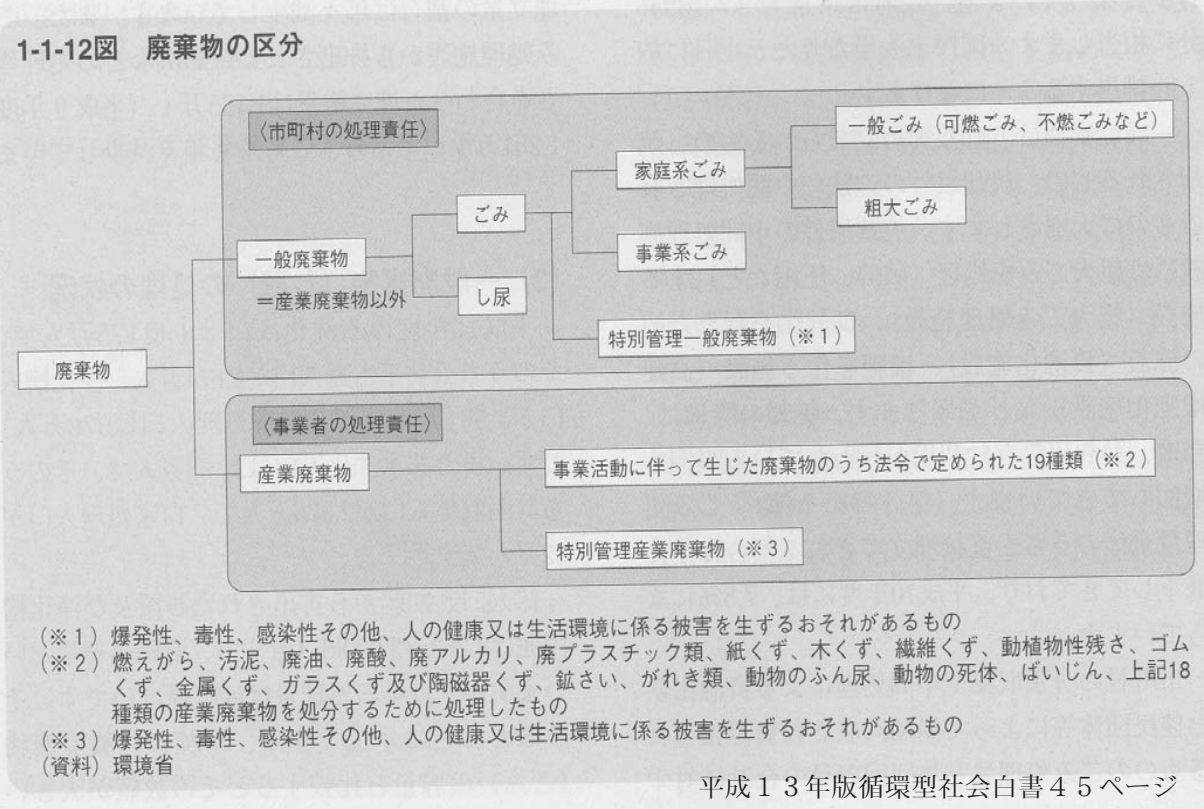 1-1-12図　廃棄物の区分
〈市町村の処理責任〉
一般ごみ（可燃ごみ、不燃ごみなど）
家庭系ごみ
粗大ごみ
ごみ
事業系ごみ
一般廃棄物
＝産業廃棄物以外
し尿
特別管理一般廃棄物（※１）
廃棄物
〈事業者の処理責任〉
産業廃棄物
事業活動に伴って生じた廃棄物のうち法令で定められた19種類（※２）
特別管理産業廃棄物（※３）
（※１）爆発性、毒性、感染性その他、人の健康又は生活環境に係る被害を生ずるおそれがあるもの
（※２）燃えがら、汚泥、廃油、廃酸、廃アルカリ、廃プラスチック類、紙くず、木くず、繊維くず、動植物性残さ、ゴム
くず、金属くず、ガラスくず及び陶磁器くず、鉱さい、がれき類、動物のふん尿、動物の死体、ばいじん、上記18
種類の産業廃棄物を処分するために処理したもの
（※３）爆発性、毒性、感染性その他、人の健康又は生活環境に係る被害を生ずるおそれがあるもの
（資料）環境省
平成１３年版循環型社会白書４５ページ